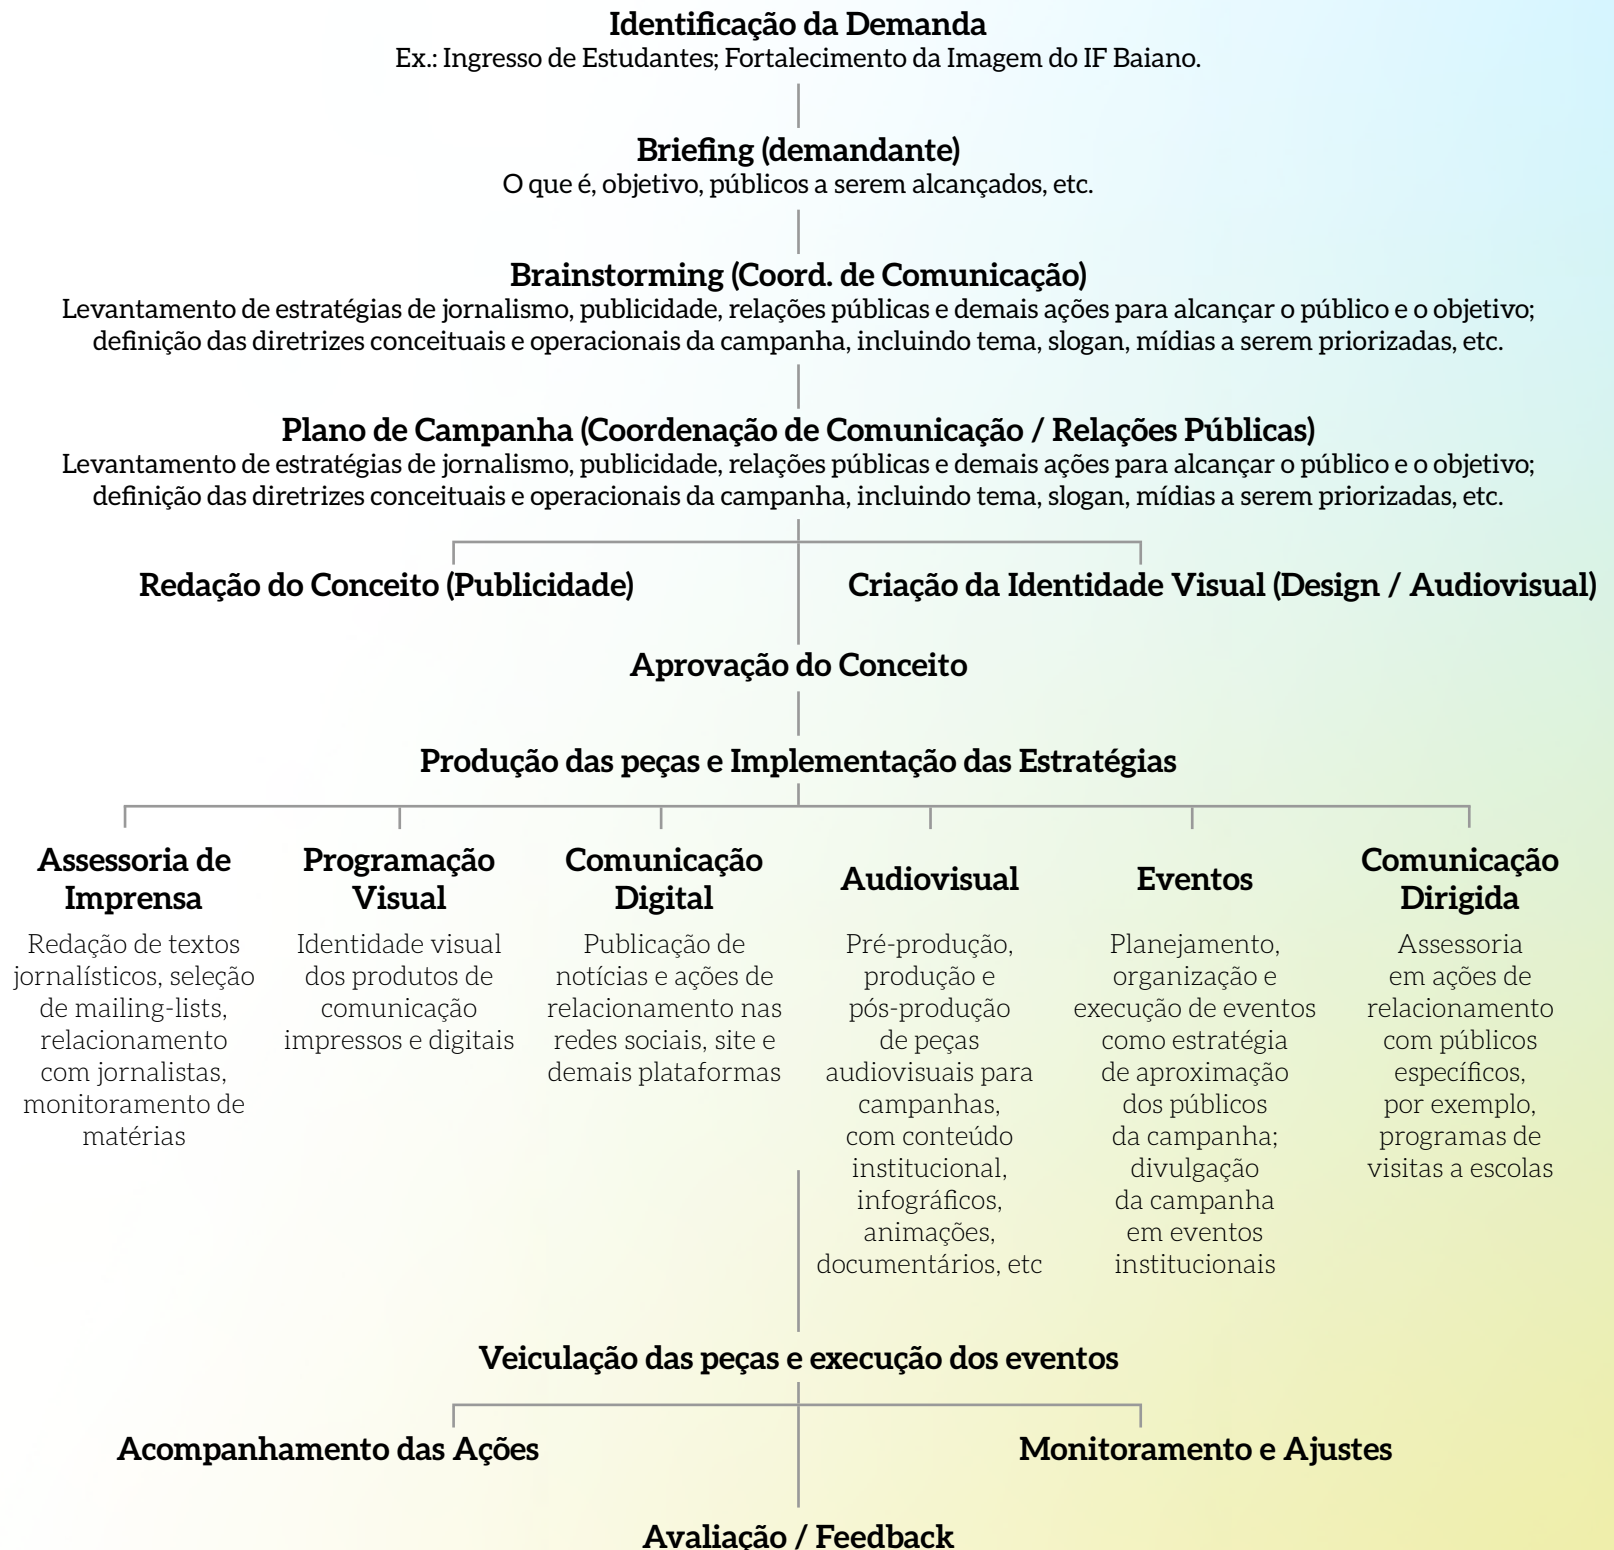 Identificação da Demanda
Ex.: Ingresso de Estudantes; Fortalecimento da Imagem do IF Baiano.
Briefing (demandante)
O que é, objetivo, públicos a serem alcançados, etc.
Brainstorming (Coord. de Comunicação)
Levantamento de estratégias de jornalismo, publicidade, relações públicas e demais ações para alcançar o público e o objetivo;
definição das diretrizes conceituais e operacionais da campanha, incluindo tema, slogan, mídias a serem priorizadas, etc.
Plano de Campanha (Coordenação de Comunicação / Relações Públicas)
Levantamento de estratégias de jornalismo, publicidade, relações públicas e demais ações para alcançar o público e o objetivo;
definição das diretrizes conceituais e operacionais da campanha, incluindo tema, slogan, mídias a serem priorizadas, etc.
Redação do Conceito (Publicidade)
Criação da Identidade Visual (Design / Audiovisual)
Aprovação do Conceito
Produção das peças e Implementação das Estratégias
Assessoria de
Imprensa
Redação de textos
jornalísticos, seleção
de mailing-lists,
relacionamento
com jornalistas,
monitoramento de
matérias
Programação
Visual
Identidade visual
dos produtos de
comunicação
impressos e digitais
Comunicação
Digital
Publicação de
notícias e ações de
relacionamento nas
redes sociais, site e
demais plataformas
Audiovisual
Pré-produção,
produção e
pós-produção
de peças
audiovisuais para
campanhas,
com conteúdo
institucional,
infográficos,
animações,
documentários, etc
Eventos
Planejamento,
organização e
execução de eventos
como estratégia
de aproximação
dos públicos
da campanha;
divulgação
da campanha
em eventos
institucionais
Comunicação
Dirigida
Assessoria
em ações de
relacionamento
com públicos
específicos,
por exemplo,
programas de
visitas a escolas
Veiculação das peças e execução dos eventos
Acompanhamento das Ações
Monitoramento e Ajustes
Avaliação / Feedback